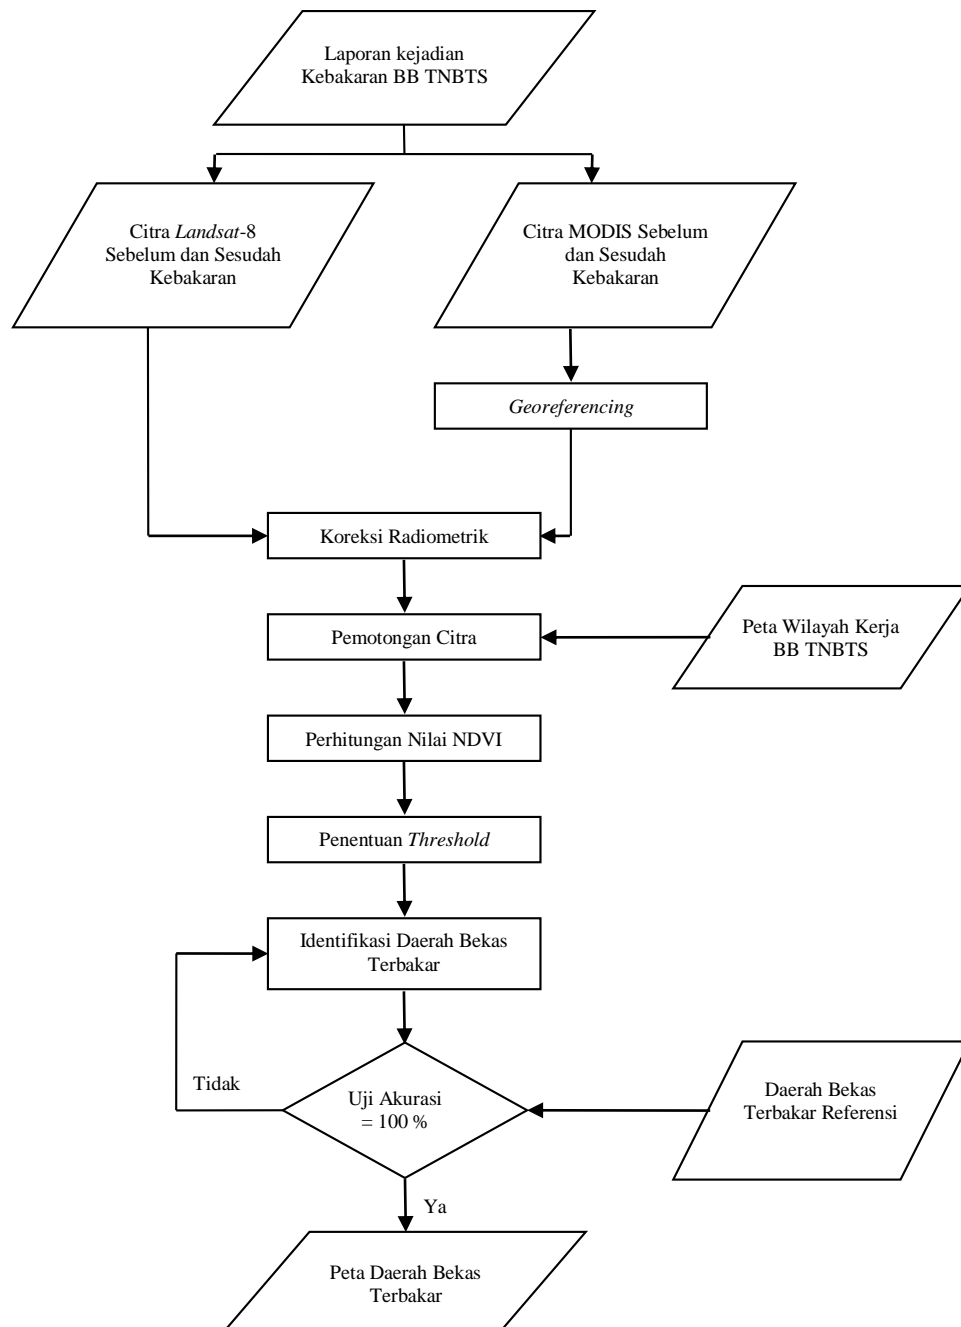 Laporan kejadian
Kebakaran BB TNBTS
Citra Landsat-8
Sebelum dan Sesudah
Kebakaran
Citra MODIS Sebelum
dan Sesudah
Kebakaran
Georeferencing
Koreksi Radiometrik
Pemotongan Citra
Peta Wilayah Kerja
BB TNBTS
Perhitungan Nilai NDVI
Penentuan Threshold
Identifikasi Daerah Bekas
Terbakar
Tidak
Uji Akurasi
= 100 %
Daerah Bekas
Terbakar Referensi
Ya
Peta Daerah Bekas
Terbakar